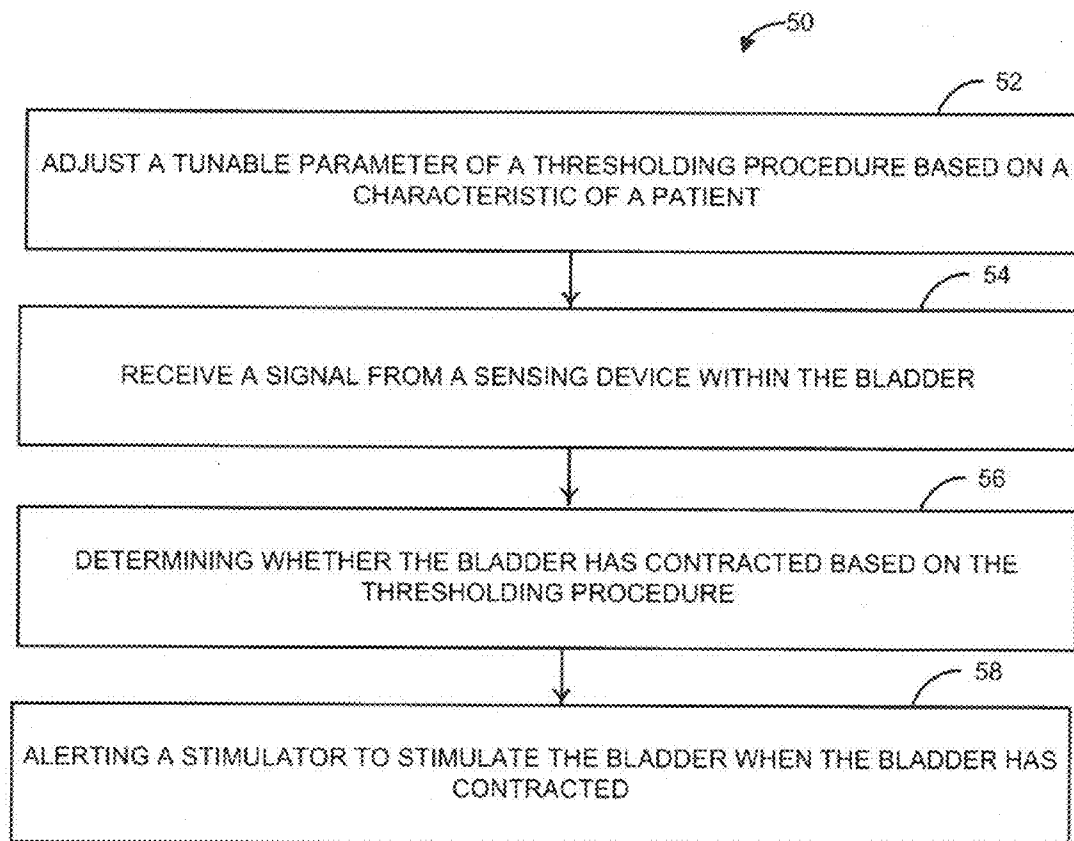 50
52
ADJUST A TUNABLE PARAMETER OF A THRESHOLDING PROCEDURE BASED ON A
CHARACTERISTIC OF A PATIENT
54
RECEIVE A SIGNAL FROM A SENSING DEVICE WITHIN THE BLADDER
56
DETERMINING WHETHER THE BLADDER HAS CONTRACTED BASED ON THE
THRESHOLDING PROCEDURE
58
ALERTING A STIMULATOR TO STIMULATE THE BLADDER WHEN THE BLADDER HAS
CONTRACTED